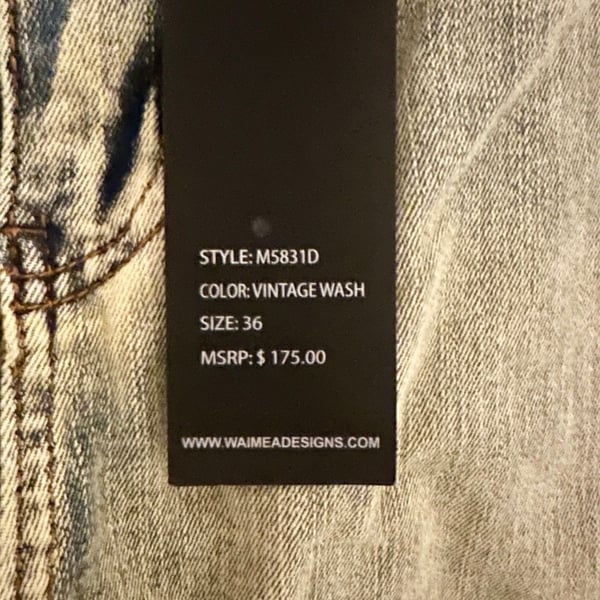 STYLE: M5831D
COLOR: VINTAGE WASH
SIZE: 36
MSRP: $ 175.00
WWW.WAIMEADESIGNS.COM